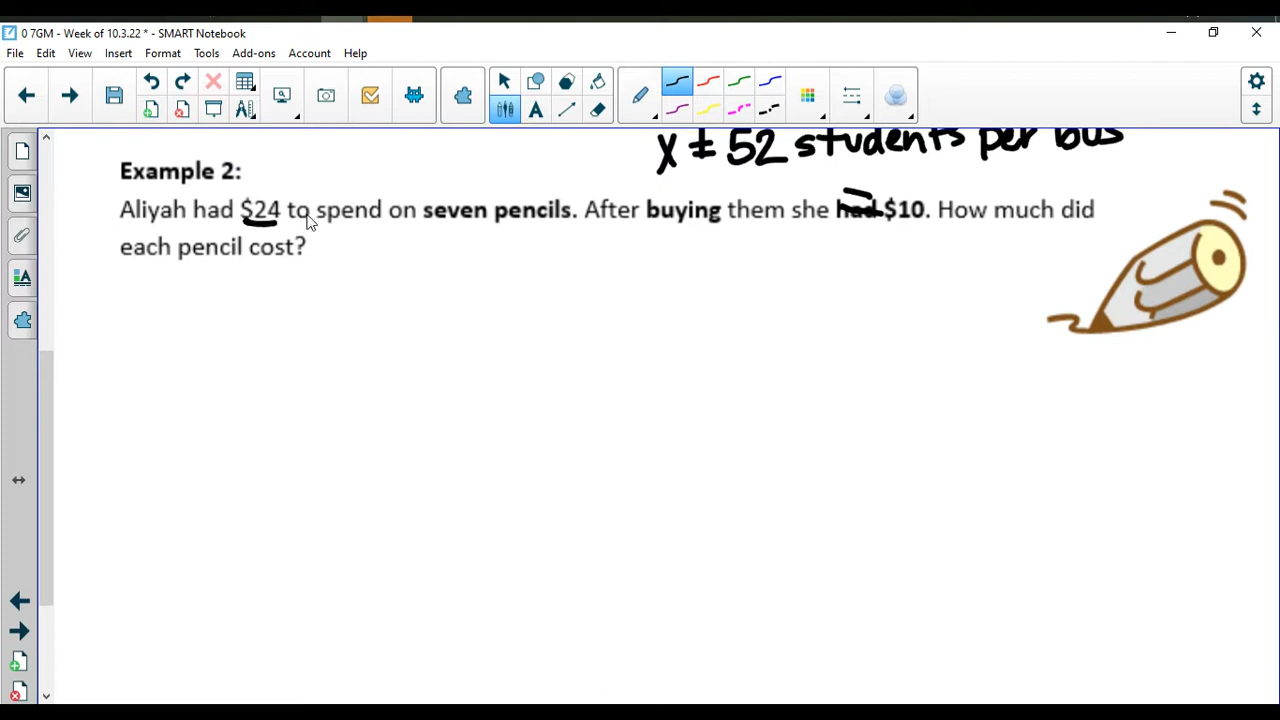 0 7GM - Week of 10.3.22 * - SMART Notebook
File Edit View Insert Format Tools Add-ons Account Help
x = 52 students per bus
Example 2:
Aliyah had $24 to spend on seven pencils. After buying them she had $10. How much did
each pencil cost?